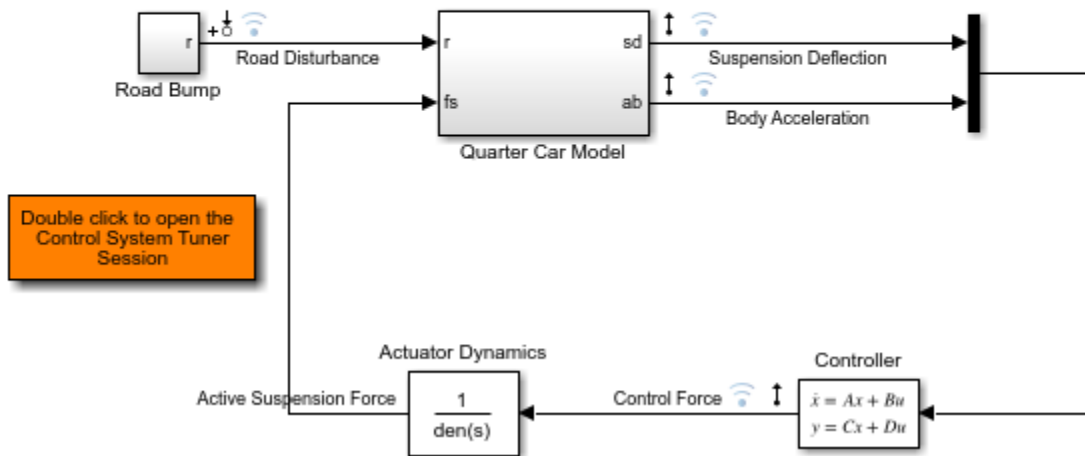 r
Road Bump
Road Disturbance
r
fs
sd
ab
Quarter Car Model
Suspension Deflection
Body Acceleration
Double click to open the
Control System Tuner
Session
Actuator Dynamics
Active Suspension Force
1
den(s)
Control Force
Controller
ẋ = Ax + Bu
y = Cx + Du